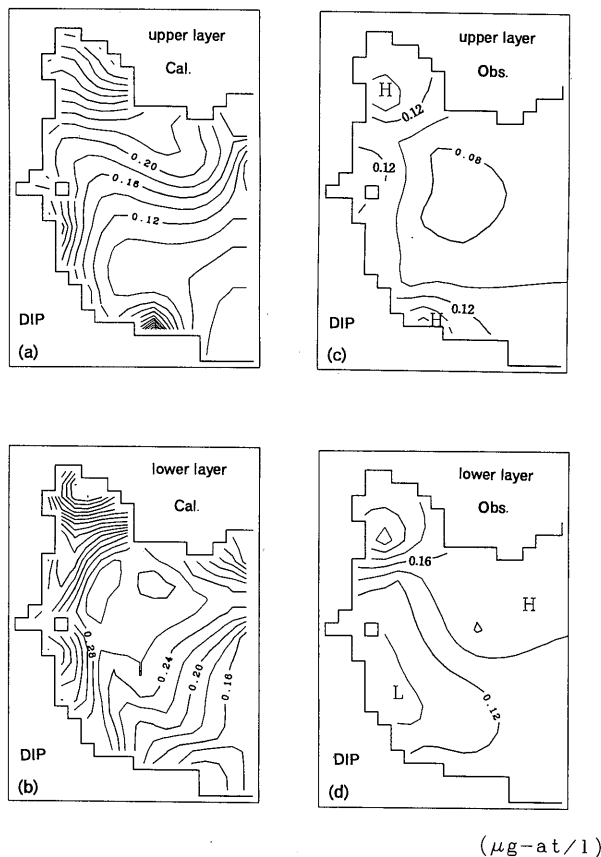 upper layer
Cal.
0.20
0.16
0.12
DIP
(a)
upper layer
Obs.
H
0.12
0.12
0.08
0.12
H
DIP
(c)
lower layer
Cal.
0.28
0.24
0.20
0.16
DIP
(b)
lower layer
Obs.
0.16
H
L
0.12
DIP
(d)
(μg-at/l)